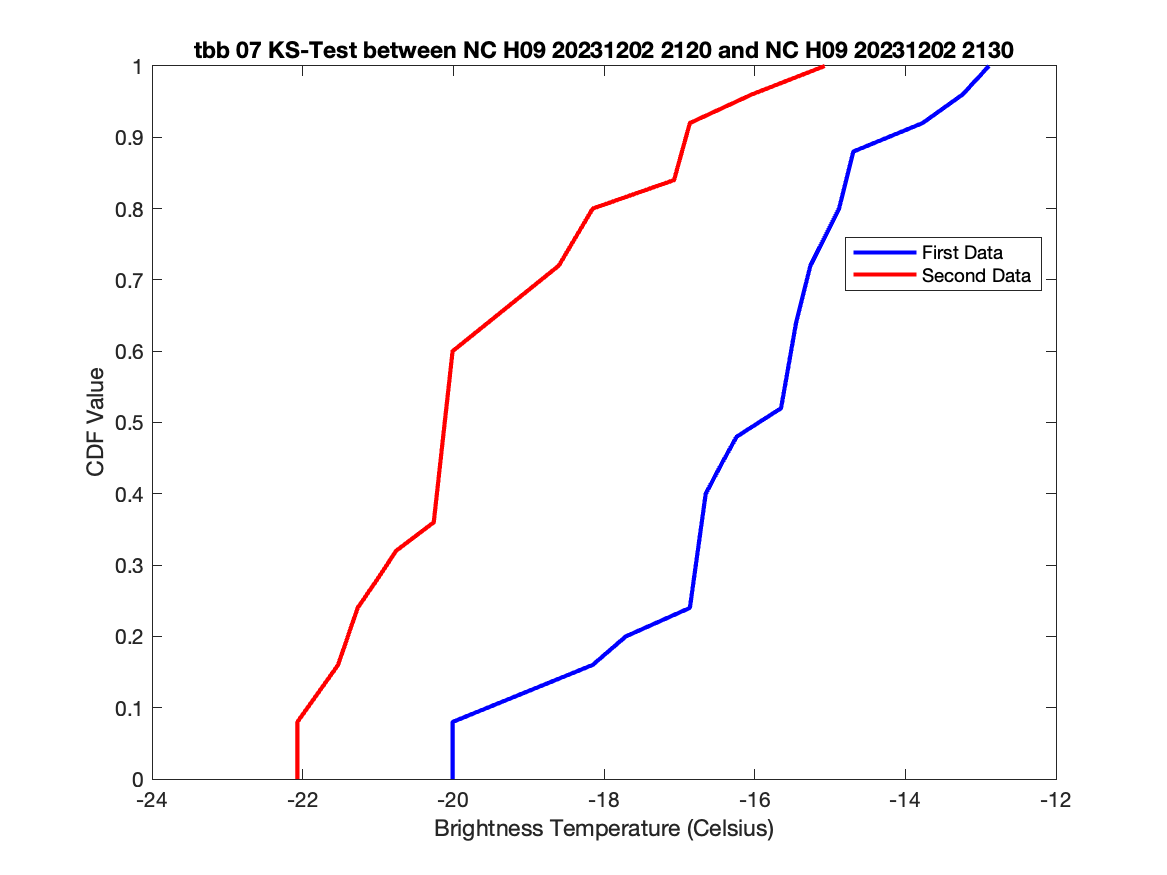 tbb 07 KS-Test between NC H09 20231202 2120 and NC H09 20231202 2130
1
0.9
0.8
0.7
0.6
0.5
0.4
0.3
0.2
0.1
0
CDF Value
First Data
Second Data
-24 -22 -20 -18 -16 -14 -12
Brightness Temperature (Celsius)